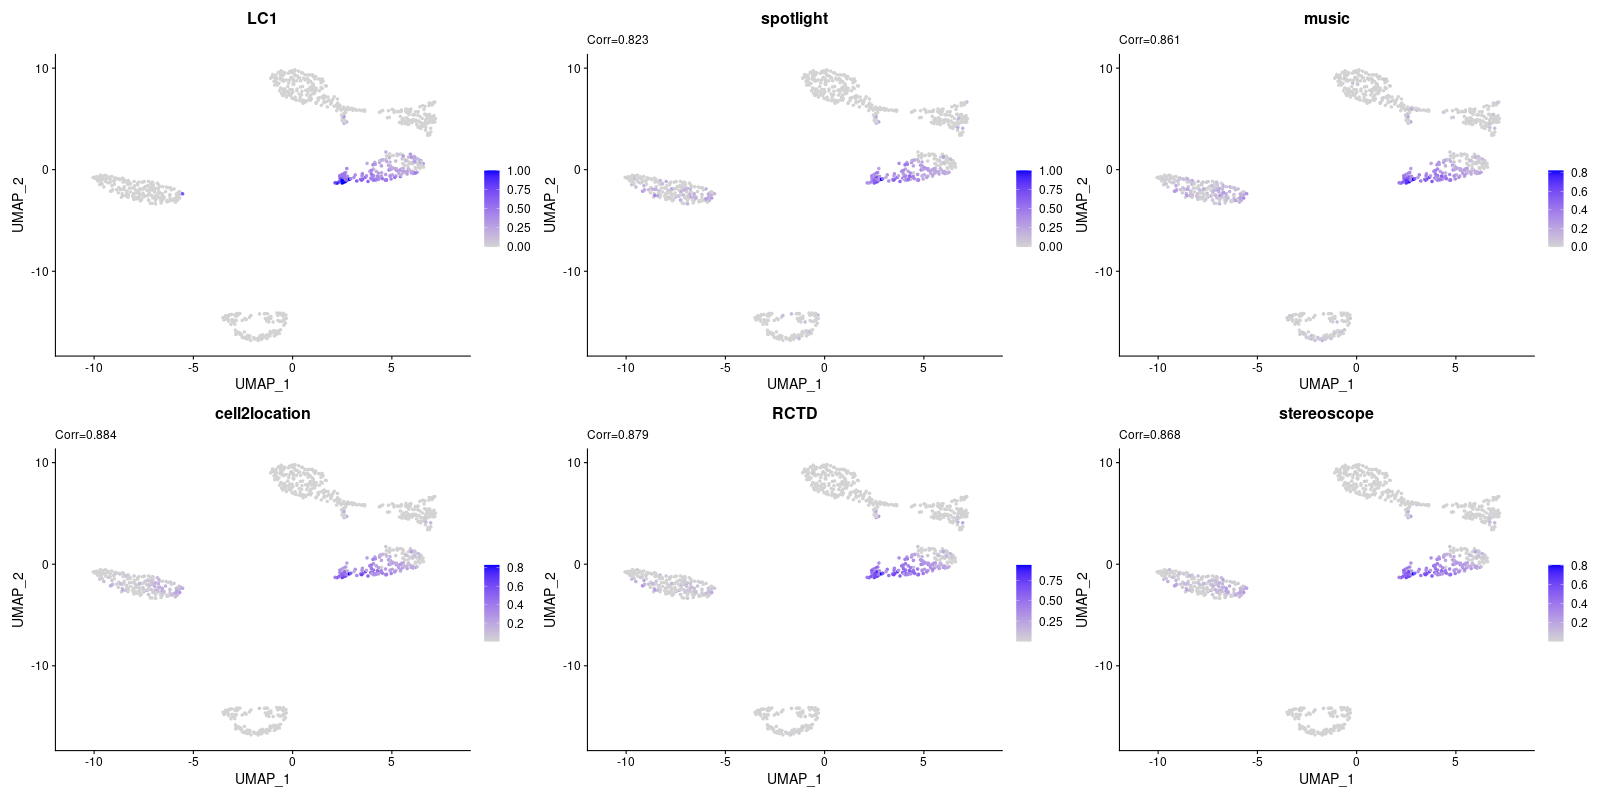 LC1
10
0
-10
UMAP_2
-10
-5
0
5
UMAP_1
1.00
0.75
0.50
0.25
0.00
spotlight
Corr=0.823
10
0
-10
UMAP_2
-10
-5
0
5
UMAP_1
1.00
0.75
0.50
0.25
0.00
music
Corr=0.861
10
0
-10
UMAP_2
-10
-5
0
5
UMAP_1
0.8
0.6
0.4
0.2
0.0
cell2location
Corr=0.884
10
0
-10
UMAP_2
-10
-5
0
5
UMAP_1
0.8
0.6
0.4
0.2
RCTD
Corr=0.879
10
0
-10
UMAP_2
-10
-5
0
5
UMAP_1
0.75
0.50
0.25
stereoscope
Corr=0.868
10
0
-10
UMAP_2
-10
-5
0
5
UMAP_1
0.8
0.6
0.4
0.2